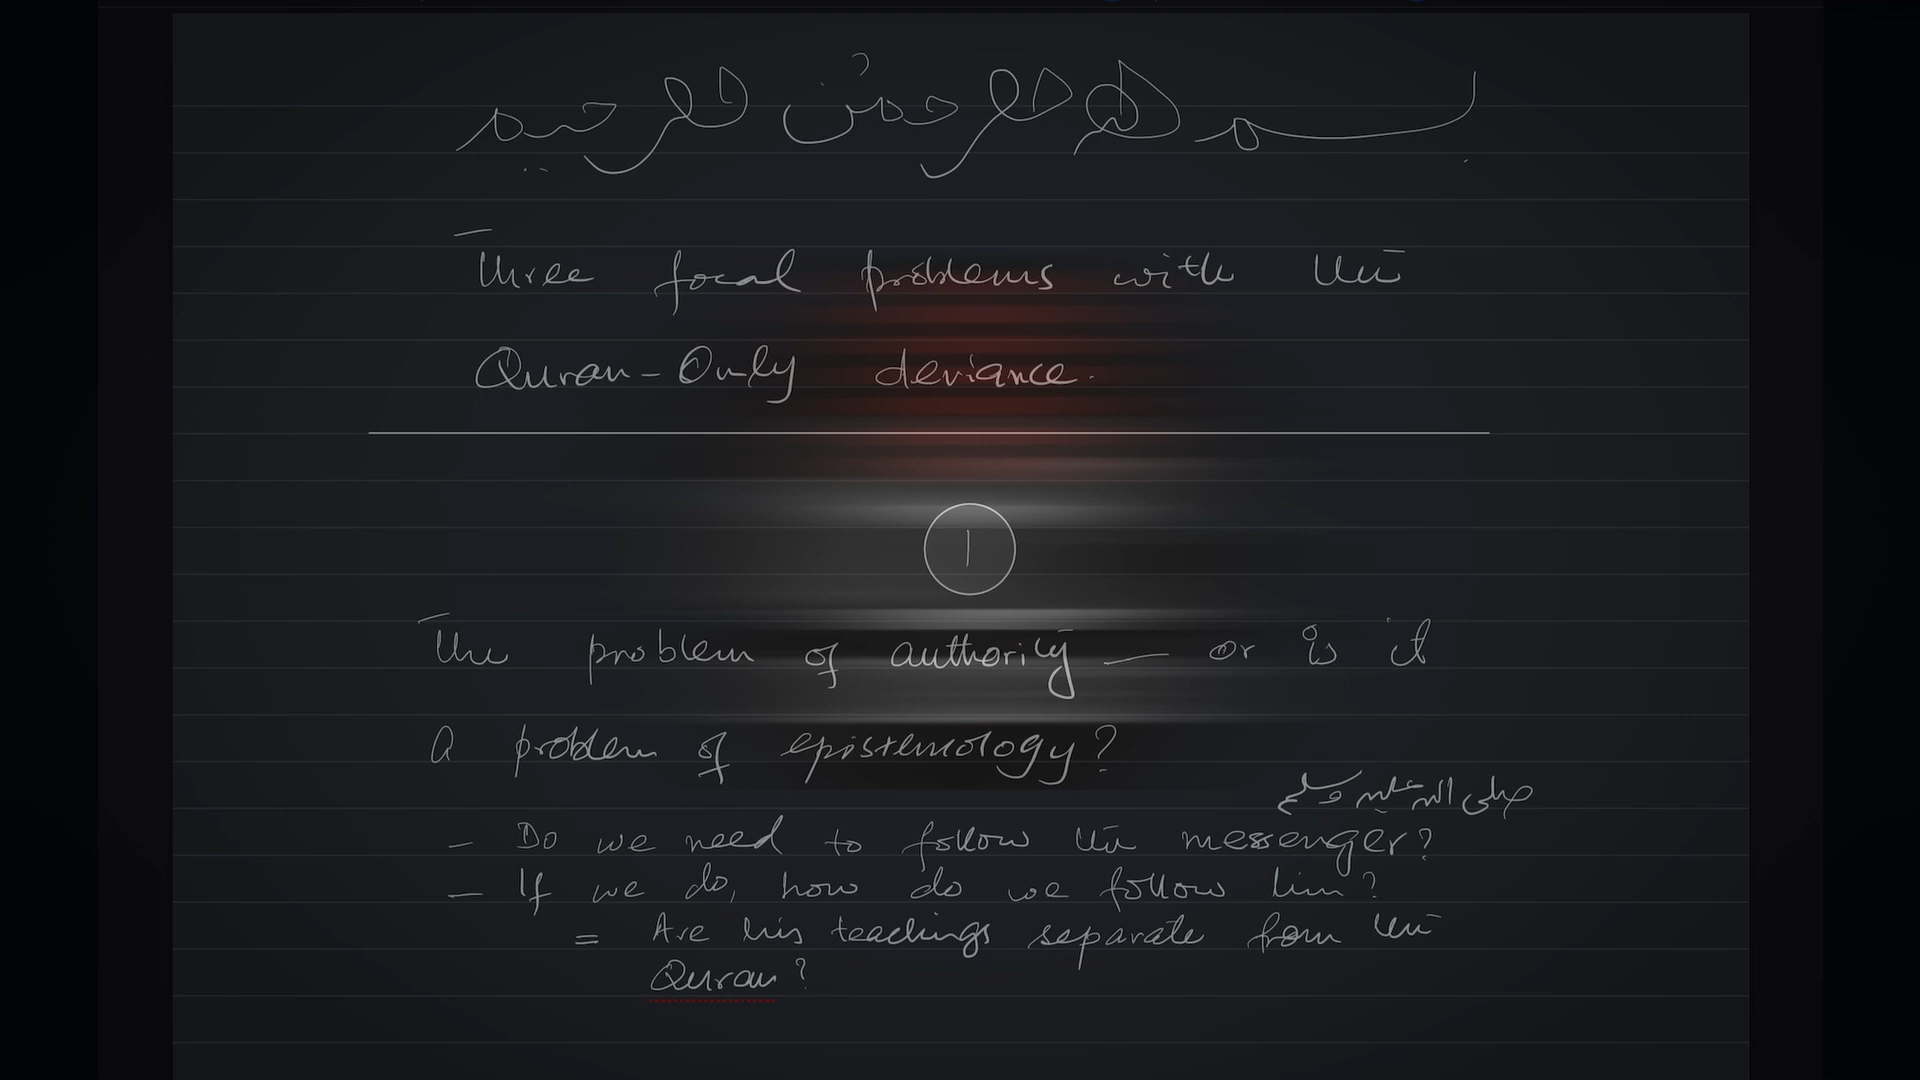 بسم الله الرحمن الرحيم
Three focal problems with the
Quran-Only deviance.
1
The problem of authority — or is it
a problem of epistemology?
صلى الله عليه وسلم
- Do we need to follow the messenger?
- If we do, how do we follow him?
= Are his teachings separate from the
Quran?